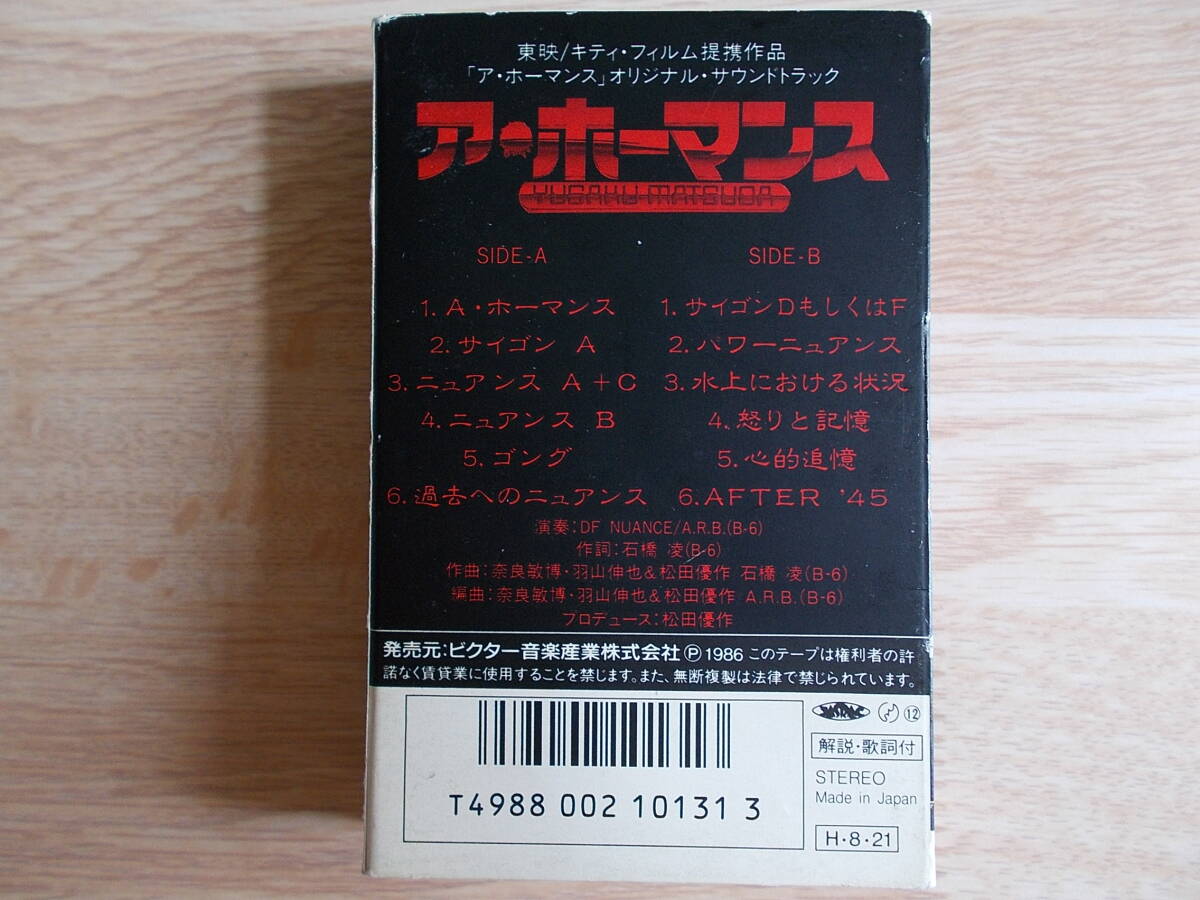 東映/キティ・フィルム提携作品
「ア・ホーマンス」オリジナル・サウンドトラック
ア・ホーマンス
YUSAKU MATSUDA
SIDE-A
1. A・ホーマンス
2. サイゴン A
3. ニュアンス A+C
4. ニュアンス B
5. ゴング
6. 過去へのニュアンス
SIDE-B
1. サイゴンDもしくはF
2. パワーニュアンス
3. 水上における状況
4. 怒りと記憶
5. 心的追憶
6. AFTER '45
演奏:DF NUANCE/A.R.B.(B-6)
作詞:石橋 凌(B-6)
作曲:奈良敏博・羽山伸也&松田優作 石橋 凌(B-6)
編曲:奈良敏博・羽山伸也&松田優作 A.R.B.(B-6)
プロデュース:松田優作
発売元:ビクター音楽産業株式会社 Ⓟ1986 このテープは権利者の許
諾なく賃貸業に使用することを禁じます。また、無断複製は法律で禁じられています。
⑫
解説・歌詞付
STEREO
Made in Japan
H・8・21
T4988 002 10131 3